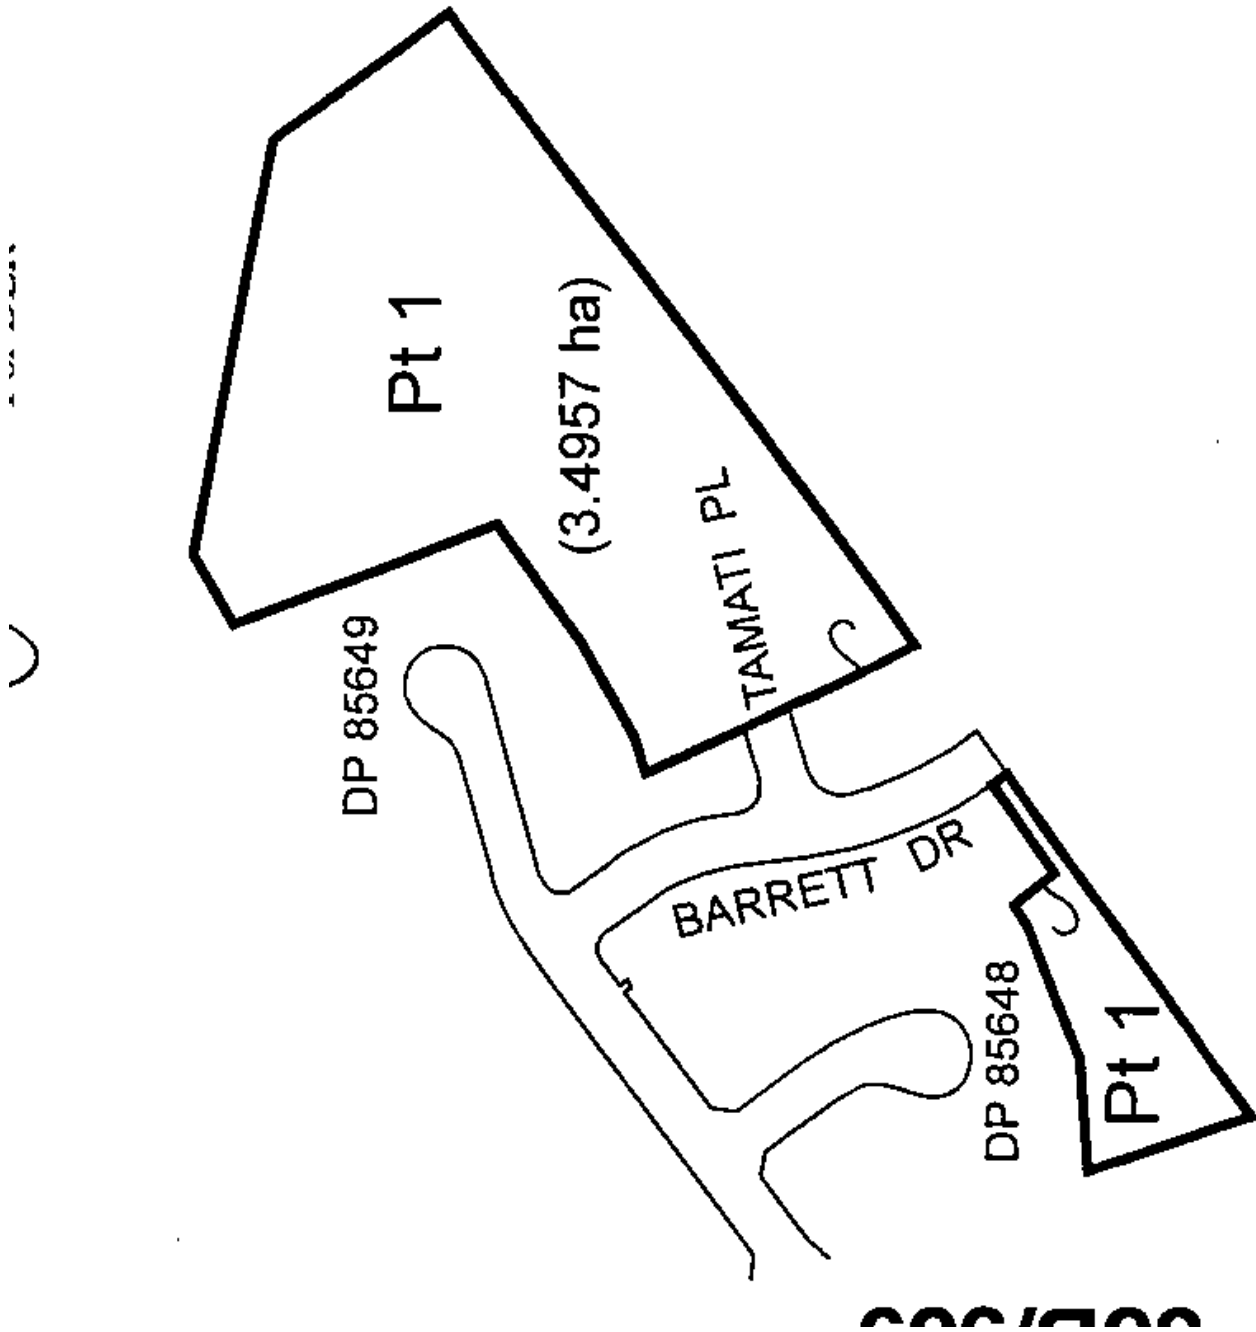 Pt 1
(3.4957 ha)
TAMATI PL
DP 85649
BARRETT DR
DP 85648
Pt 1